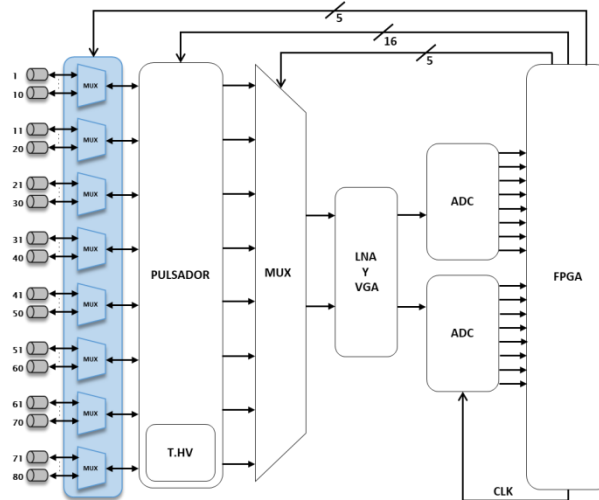 5
16
5
1
10
MUX
11
20
MUX
21
30
MUX
31
40
MUX
41
50
MUX
51
60
MUX
61
70
MUX
71
80
MUX
PULSADOR
T.HV
MUX
LNA
Y
VGA
ADC
ADC
FPGA
CLK